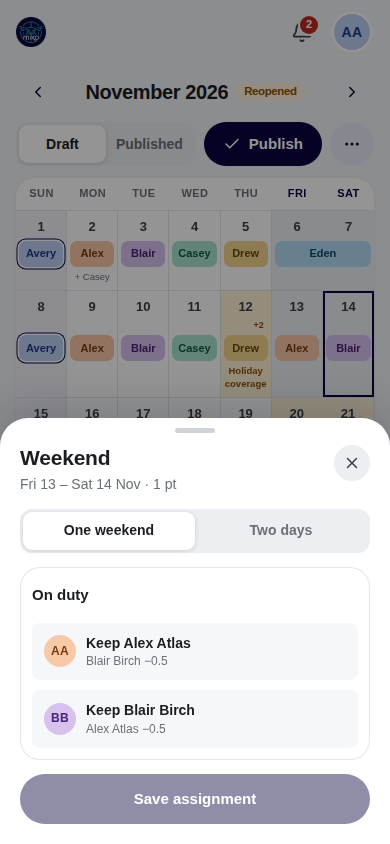 miko
2
AA
November 2026
Reopened
Draft
Published
Publish
SUN MON TUE WED THU FRI SAT
1 2 3 4 5 6 7
Avery Alex Blair Casey Drew Eden
+ Casey
8 9 10 11 12 13 14
+2
Avery Alex Blair Casey Drew Alex Blair
Holiday
coverage
15 16 17 18 19 20 21
Weekend
Fri 13 – Sat 14 Nov · 1 pt
One weekend
Two days
On duty
AA
Keep Alex Atlas
Blair Birch −0.5
BB
Keep Blair Birch
Alex Atlas −0.5
Save assignment